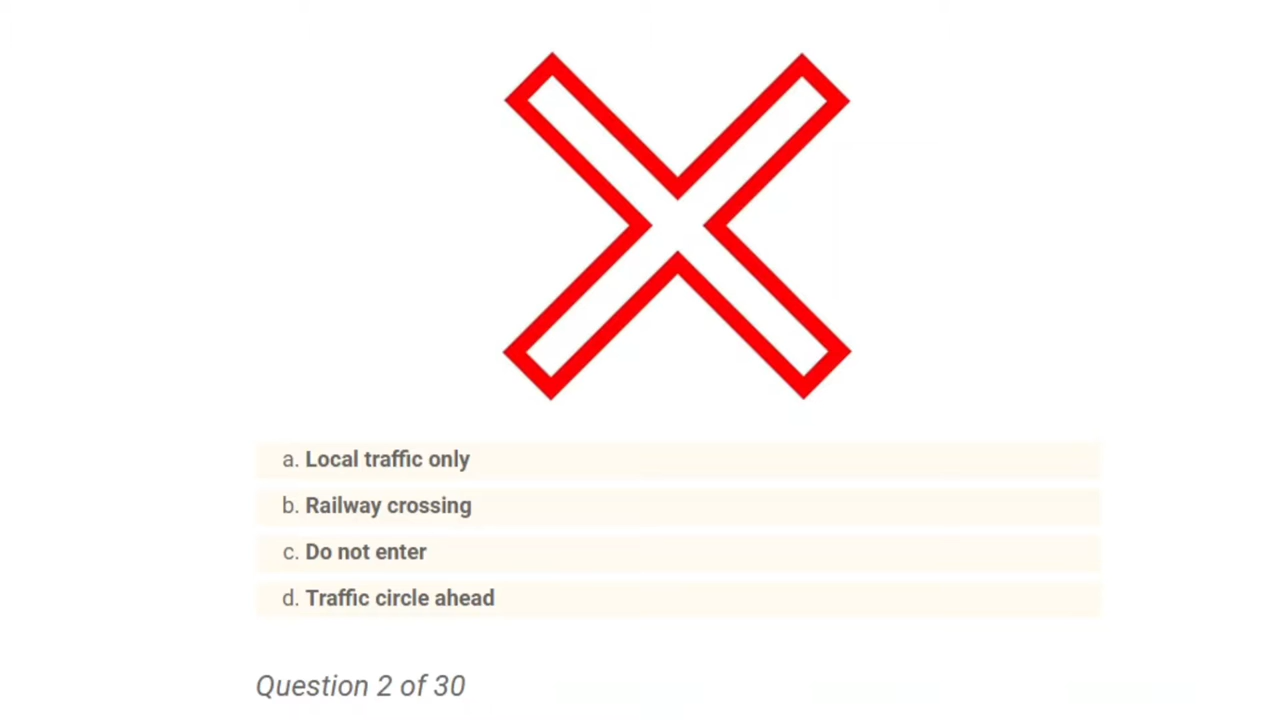 a. Local traffic only
b. Railway crossing
c. Do not enter
d. Traffic circle ahead
Question 2 of 30